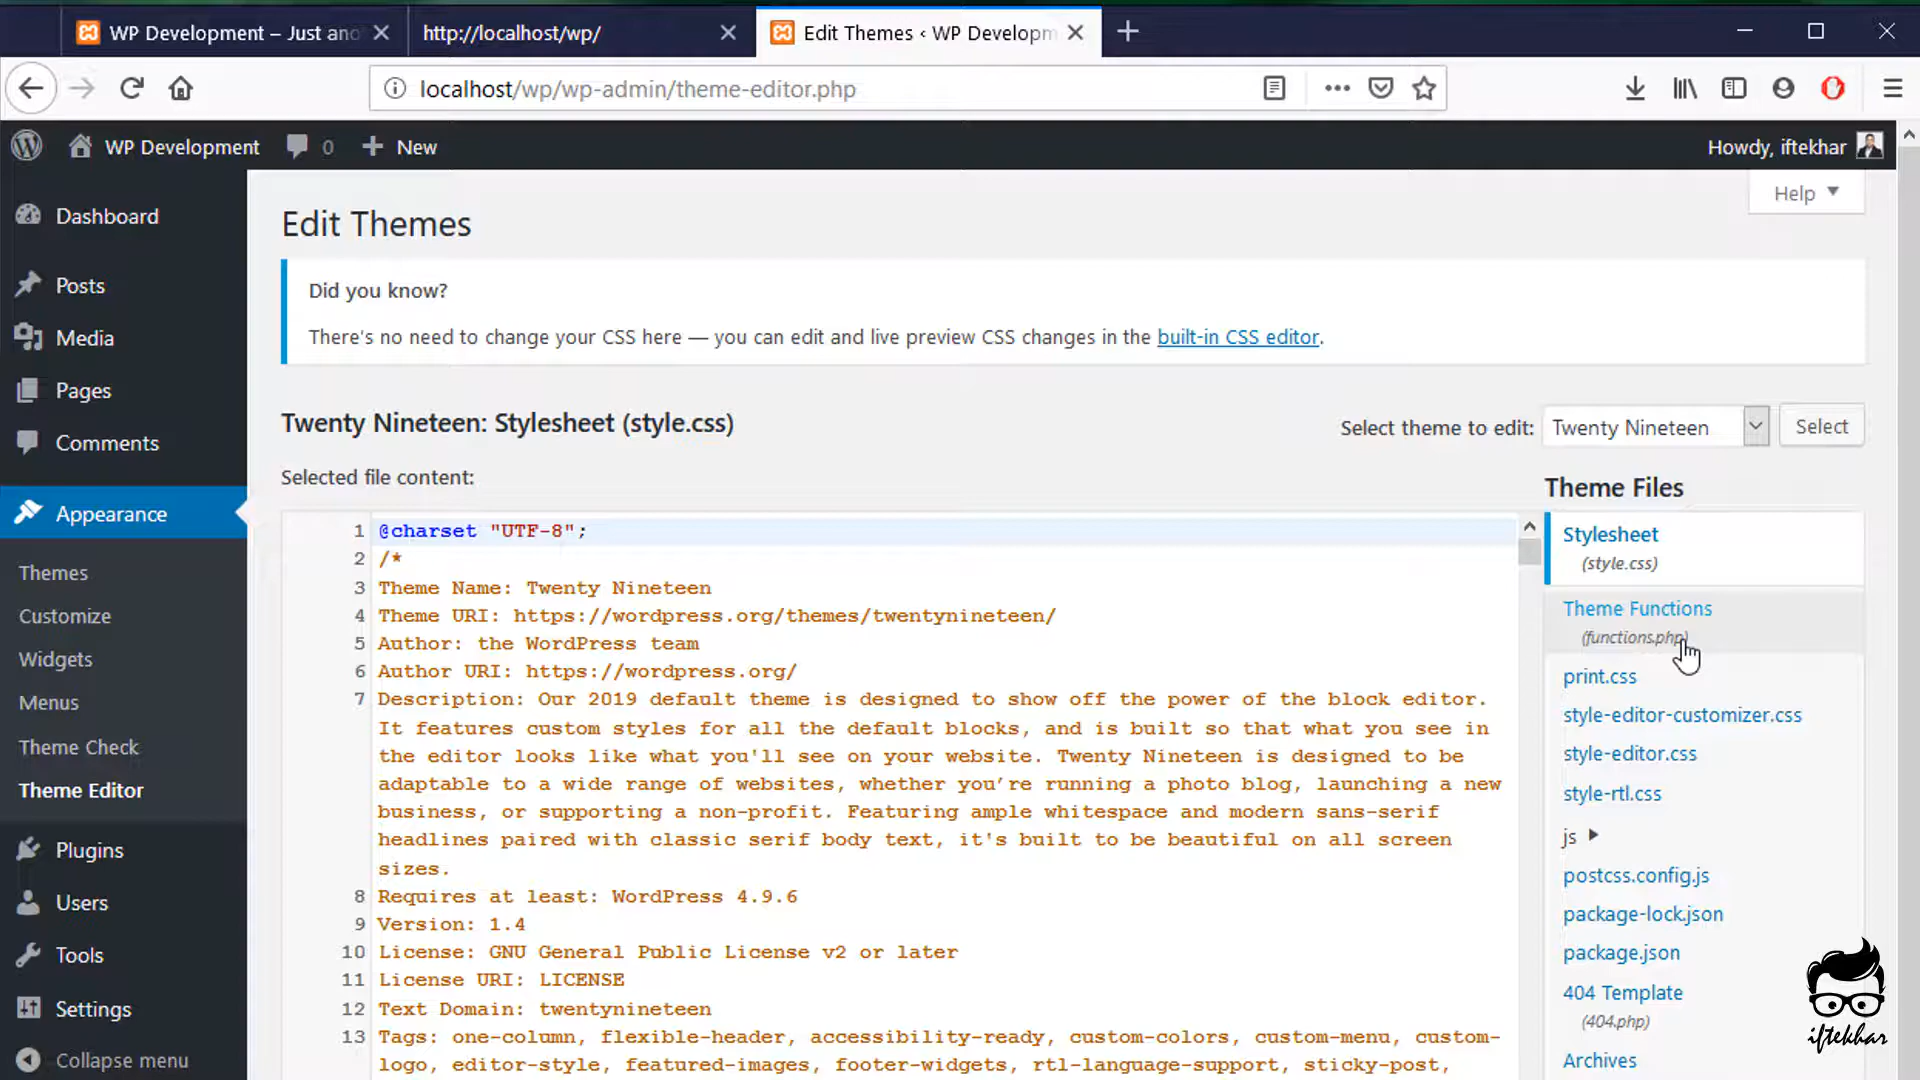 WP Development – Just ano
http://localhost/wp/
Edit Themes ‹ WP Developm
localhost/wp/wp-admin/theme-editor.php
WP Development
0
New
Howdy, iftekhar
Help
Dashboard
Posts
Media
Pages
Comments
Appearance
Themes
Customize
Widgets
Menus
Theme Check
Theme Editor
Plugins
Users
Tools
Settings
Collapse menu
Edit Themes
Did you know?
There's no need to change your CSS here — you can edit and live preview CSS changes in the built-in CSS editor.
Twenty Nineteen: Stylesheet (style.css)
Select theme to edit:
Twenty Nineteen
Select
Selected file content:
1 @charset "UTF-8";
2 /*
3 Theme Name: Twenty Nineteen
4 Theme URI: https://wordpress.org/themes/twentynineteen/
5 Author: the WordPress team
6 Author URI: https://wordpress.org/
7 Description: Our 2019 default theme is designed to show off the power of the block editor.
It features custom styles for all the default blocks, and is built so that what you see in
the editor looks like what you'll see on your website. Twenty Nineteen is designed to be
adaptable to a wide range of websites, whether you’re running a photo blog, launching a new
business, or supporting a non-profit. Featuring ample whitespace and modern sans-serif
headlines paired with classic serif body text, it's built to be beautiful on all screen
sizes.
8 Requires at least: WordPress 4.9.6
9 Version: 1.4
10 License: GNU General Public License v2 or later
11 License URI: LICENSE
12 Text Domain: twentynineteen
13 Tags: one-column, flexible-header, accessibility-ready, custom-colors, custom-menu, custom-
logo, editor-style, featured-images, footer-widgets, rtl-language-support, sticky-post,
Theme Files
Stylesheet
(style.css)
Theme Functions
(functions.php)
print.css
style-editor-customizer.css
style-editor.css
style-rtl.css
js
postcss.config.js
package-lock.json
package.json
404 Template
(404.php)
Archives
iftekhar